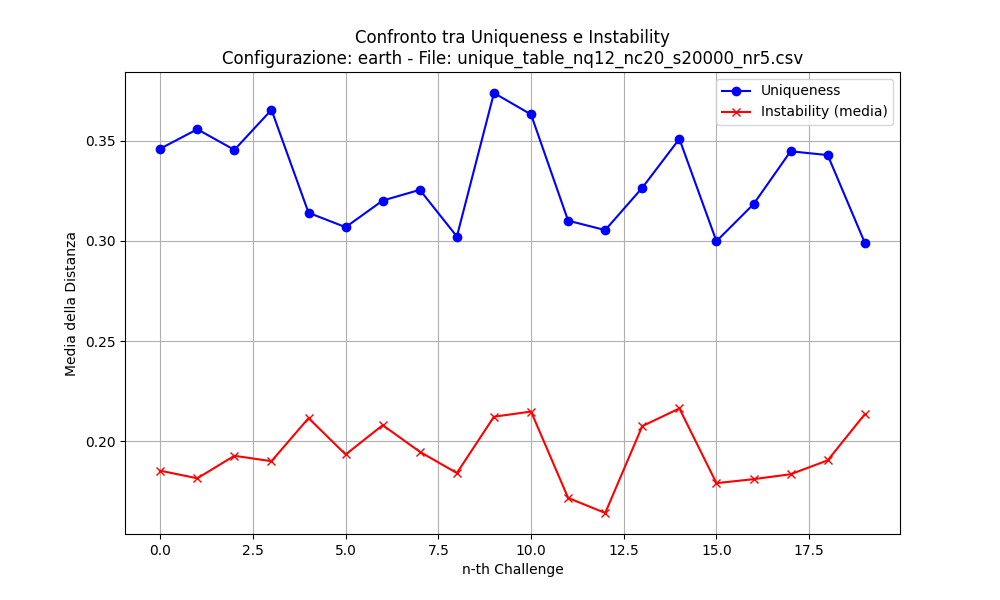 Confronto tra Uniqueness e Instability
Configurazione: earth - File: unique_table_nq12_nc20_s20000_nr5.csv
Uniqueness
Instability (media)
Media della Distanza
0.35
0.30
0.25
0.20
0.0 2.5 5.0 7.5 10.0 12.5 15.0 17.5
n-th Challenge